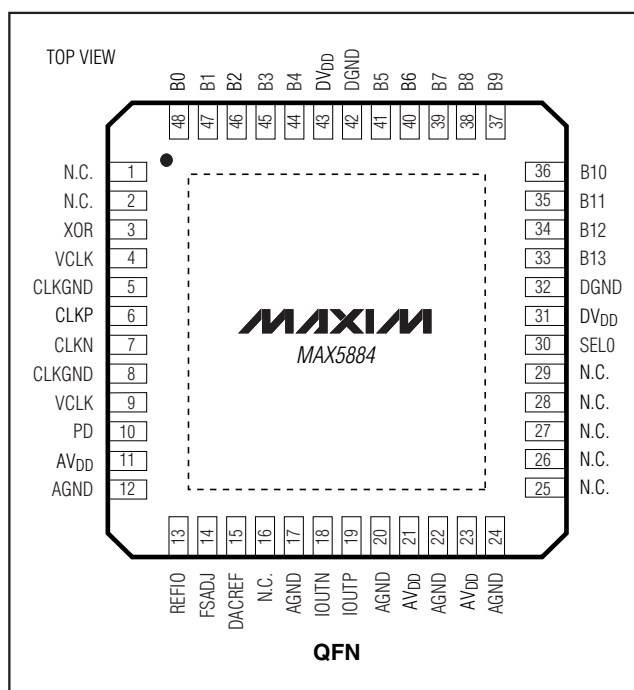 TOP VIEW
B0 B1 B2 B3 B4 DVDD DGND B5 B6 B7 B8 B9
48 47 46 45 44 43 42 41 40 39 38 37
N.C. 1
N.C. 2
XOR 3
VCLK 4
CLKGND 5
CLKP 6
CLKN 7
CLKGND 8
VCLK 9
PD 10
AVDD 11
AGND 12
MAXIM
MAX5884
36 B10
35 B11
34 B12
33 B13
32 DGND
31 DVDD
30 SEL0
29 N.C.
28 N.C.
27 N.C.
26 N.C.
25 N.C.
13 14 15 16 17 18 19 20 21 22 23 24
REFIO FSADJ DACREF N.C. AGND IOUTN IOUTP AGND AVDD AGND AVDD AGND
QFN